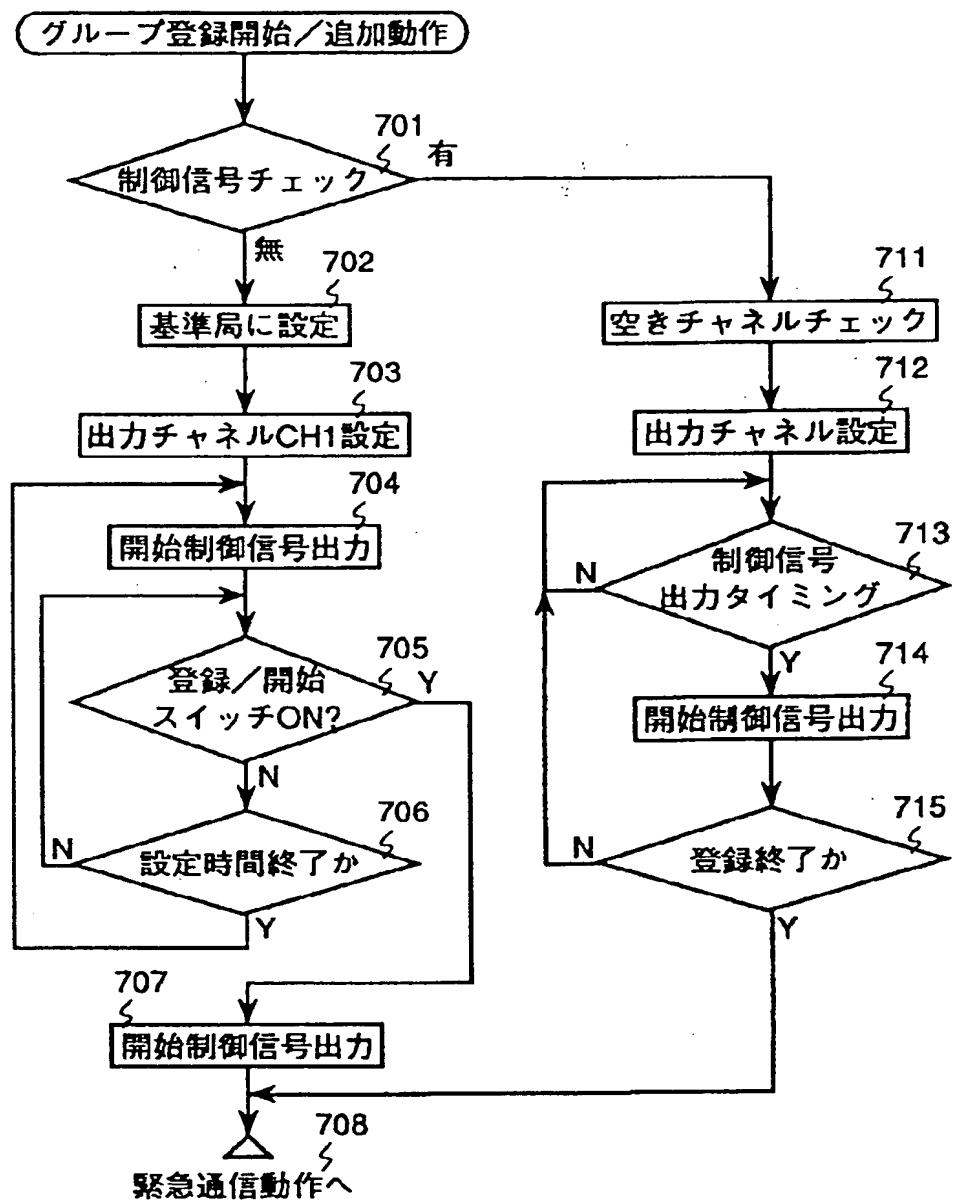 グループ登録開始／追加動作
701
有
制御信号チェック
無
702
基準局に設定
703
出力チャネルCH1設定
704
開始制御信号出力
705
登録／開始
スイッチON?
Y
N
706
設定時間終了か
N
Y
707
開始制御信号出力
708
緊急通信動作へ
711
空きチャネルチェック
712
出力チャネル設定
713
制御信号
出力タイミング
N
Y
714
開始制御信号出力
715
登録終了か
N
Y